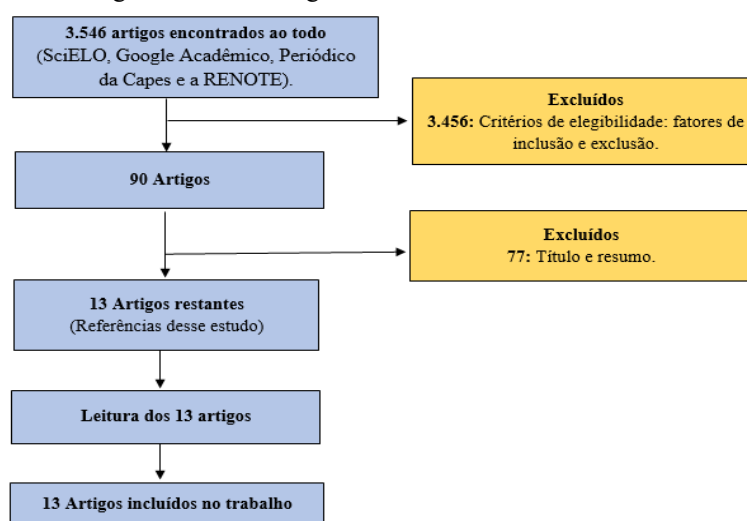 3.546 artigos encontrados ao todo
(SciELO, Google Acadêmico, Periódico
da Capes e a RENOTE).
Excluídos
3.456: Critérios de elegibilidade: fatores de
inclusão e exclusão.
90 Artigos
Excluídos
77: Título e resumo.
13 Artigos restantes
(Referências desse estudo)
Leitura dos 13 artigos
13 Artigos incluídos no trabalho